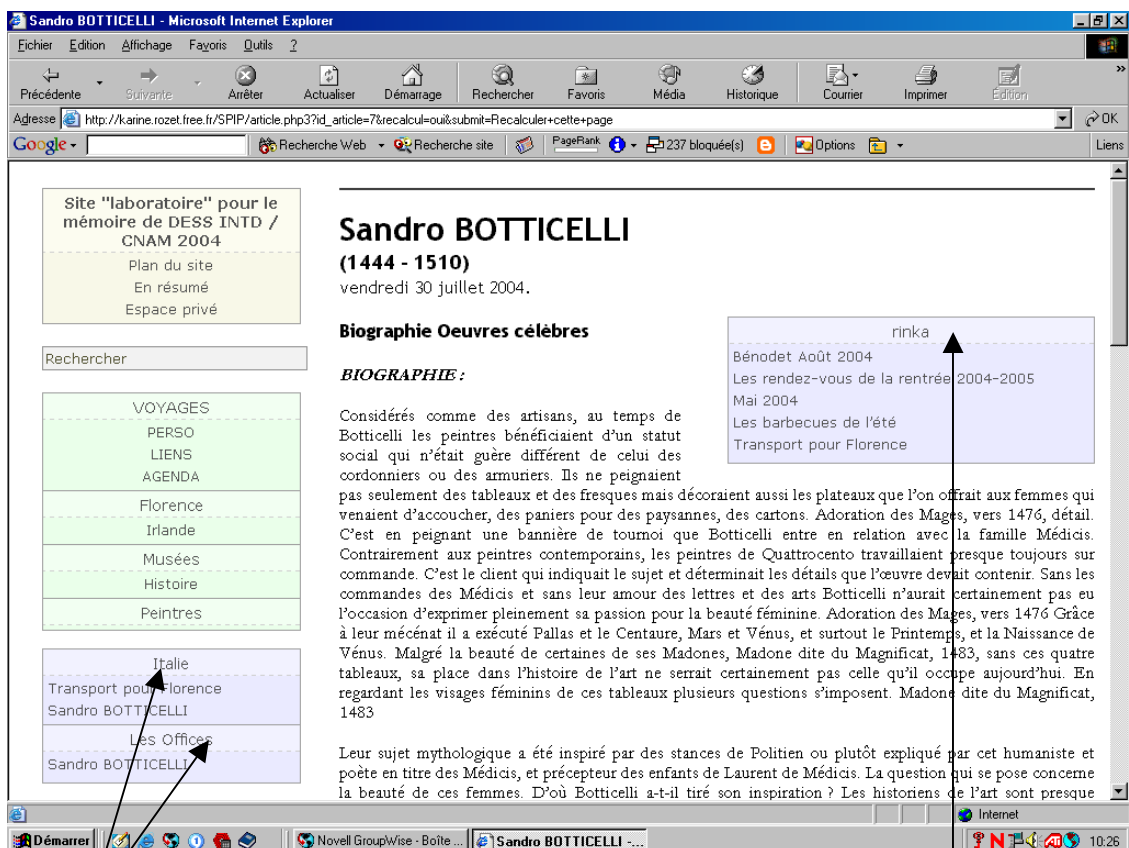 Sandro BOTTICELLI - Microsoft Internet Explorer
Fichier Edition Affichage Favoris Outils ?
Précédente Suivante Arrêter Actualiser Démarrage Rechercher Favoris Média Historique Courrier Imprimer Edition »
Adresse http://karine.rozet.free.fr/SPIP/article.php3?id_article=7&recalcul=oui&submit=Recalculer+cette+page OK
Google Recherche Web Recherche site PageRank 237 bloquée(s) Options Liens
Site "laboratoire" pour le
mémoire de DESS INTD /
CNAM 2004
Plan du site
En résumé
Espace privé
Rechercher
VOYAGES
PERSO
LIENS
AGENDA
Florence
Irlande
Musées
Histoire
Peintres
Italie
Transport pour Florence
Sandro BOTTICELLI
Les Offices
Sandro BOTTICELLI
Sandro BOTTICELLI
(1444 - 1510)
vendredi 30 juillet 2004.
Biographie Oeuvres célèbres
rinka
Bénodet Août 2004
Les rendez-vous de la rentrée 2004-2005
Mai 2004
Les barbecues de l'été
Transport pour Florence
BIOGRAPHIE :
Considérés comme des artisans, au temps de
Botticelli les peintres bénéficiaient d'un statut
social qui n'était guère différent de celui des
cordonniers ou des armuriers. Ils ne peignaient
pas seulement des tableaux et des fresques mais décoraient aussi les plateaux que l'on offrait aux femmes qui
venaient d'accoucher, des paniers pour des paysannes, des cartons. Adoration des Mages, vers 1476, détail.
C'est en peignant une bannière de tournoi que Botticelli entre en relation avec la famille Médicis.
Contrairement aux peintres contemporains, les peintres de Quattrocento travaillaient presque toujours sur
commande. C'est le client qui indiquait le sujet et déterminait les détails que l'œuvre devait contenir. Sans les
commandes des Médicis et sans leur amour des lettres et des arts Botticelli n'aurait certainement pas eu
l'occasion d'exprimer pleinement sa passion pour la beauté féminine. Adoration des Mages, vers 1476 Grâce
à leur mécénat il a exécuté Pallas et le Centaure, Mars et Vénus, et surtout le Printemps, et la Naissance de
Vénus. Malgré la beauté de certaines de ses Madones, Madone dite du Magnificat, 1483, sans ces quatre
tableaux, sa place dans l'histoire de l'art ne serrait certainement pas celle qu'il occupe aujourd'hui. En
regardant les visages féminins de ces tableaux plusieurs questions s'imposent. Madone dite du Magnificat,
1483
Leur sujet mythologique a été inspiré par des stances de Politien ou plutôt expliqué par cet humaniste et
poète en titre des Médicis, et précepteur des enfants de Laurent de Médicis. La question qui se pose concerne
la beauté de ces femmes. D'où Botticelli a-t-il tiré son inspiration ? Les historiens de l'art sont presque
Internet
Démarrer Novell GroupWise - Boîte ... Sandro BOTTICELLI -... 10:26